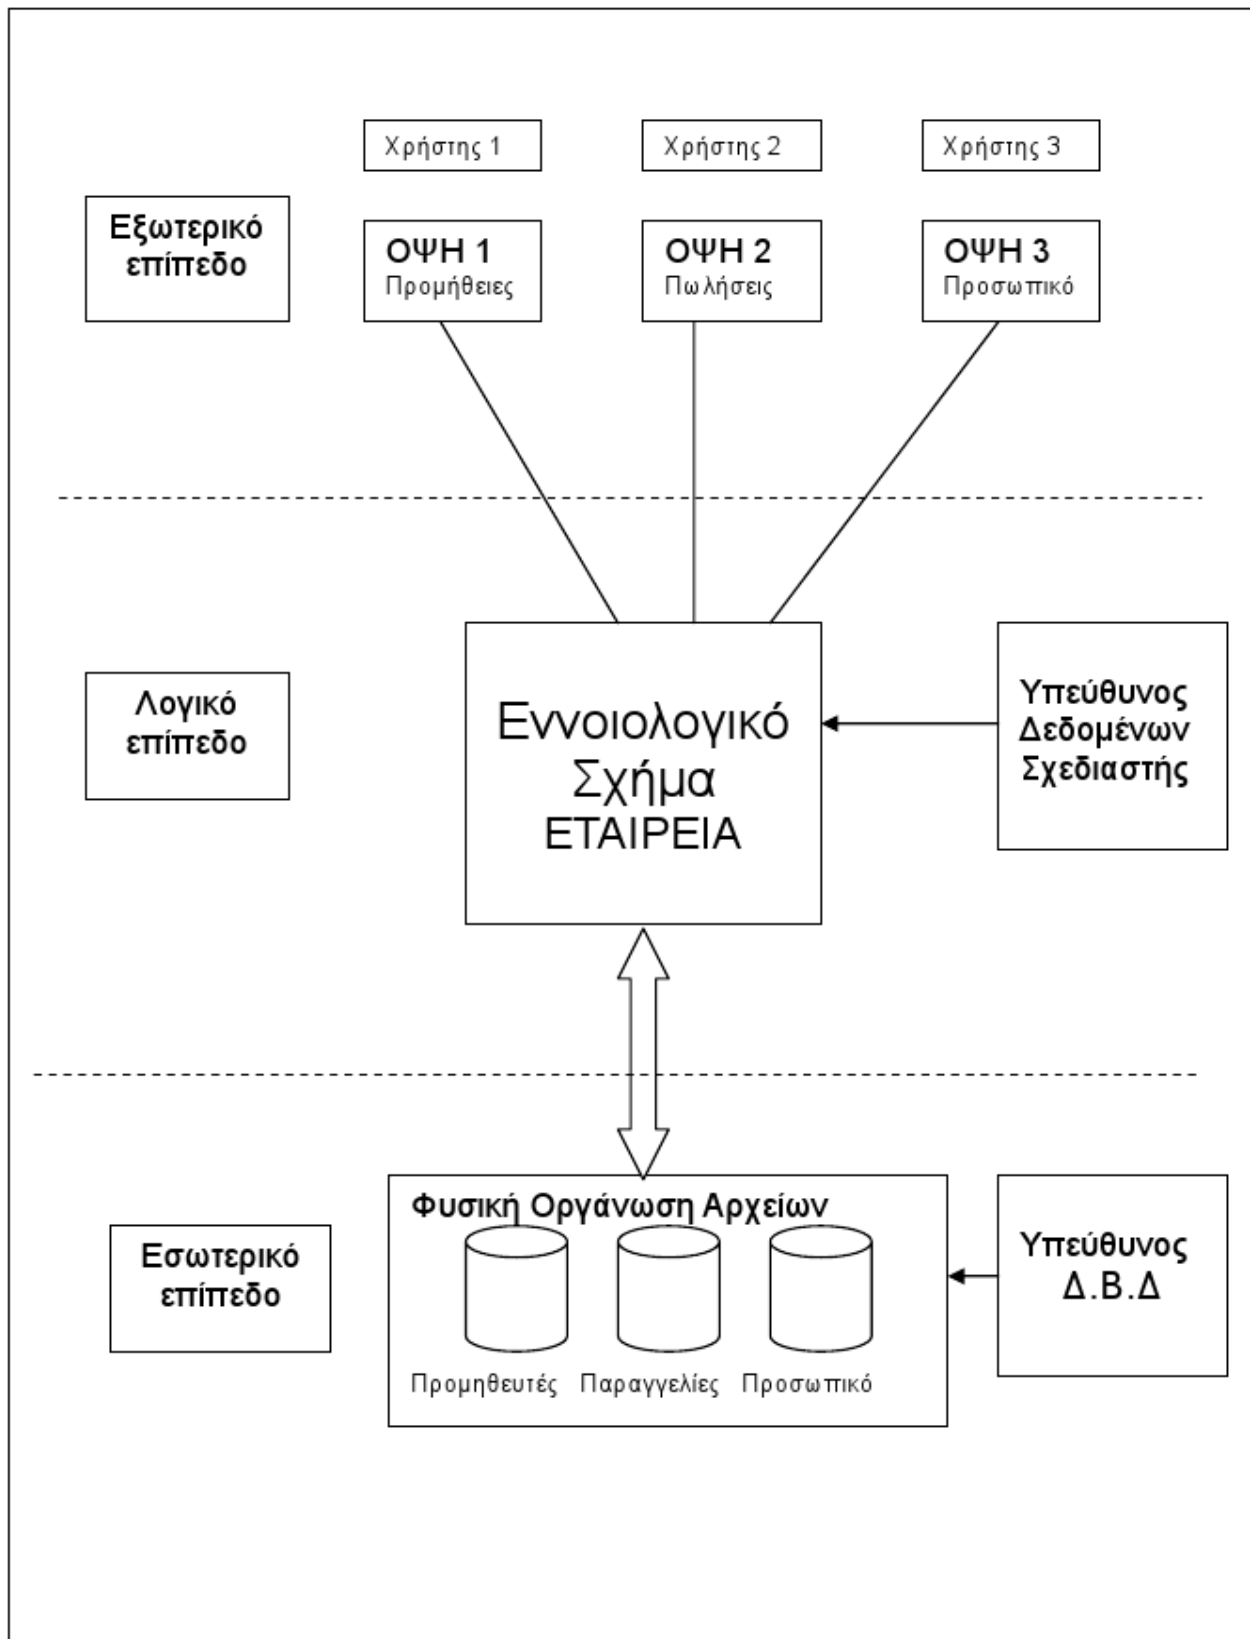 Χρήστης 1
Χρήστης 2
Χρήστης 3
Εξωτερικό
επίπεδο
ΟΨΗ 1
Προμήθειες
ΟΨΗ 2
Πωλήσεις
ΟΨΗ 3
Προσωπικό
Λογικό
επίπεδο
Εννοιολογικό
Σχήμα
ΕΤΑΙΡΕΙΑ
Υπεύθυνος
Δεδομένων
Σχεδιαστής
Εσωτερικό
επίπεδο
Φυσική Οργάνωση Αρχείων
Προμηθευτές
Παραγγελίες
Προσωπικό
Υπεύθυνος
Δ.Β.Δ